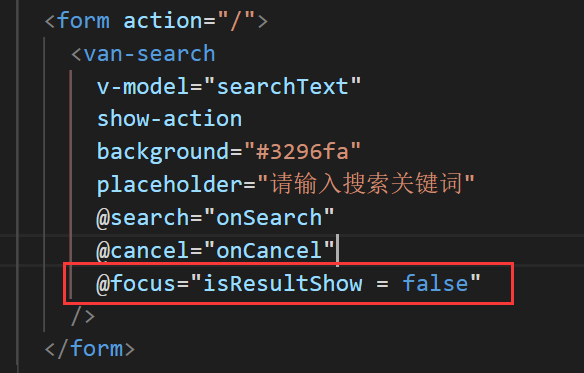 <form action="/">
<van-search
v-model="searchText"
show-action
background="#3296fa"
placeholder="请输入搜索关键词"
@search="onSearch"
@cancel="onCancel"
@focus="isResultShow = false"
/>
</form>